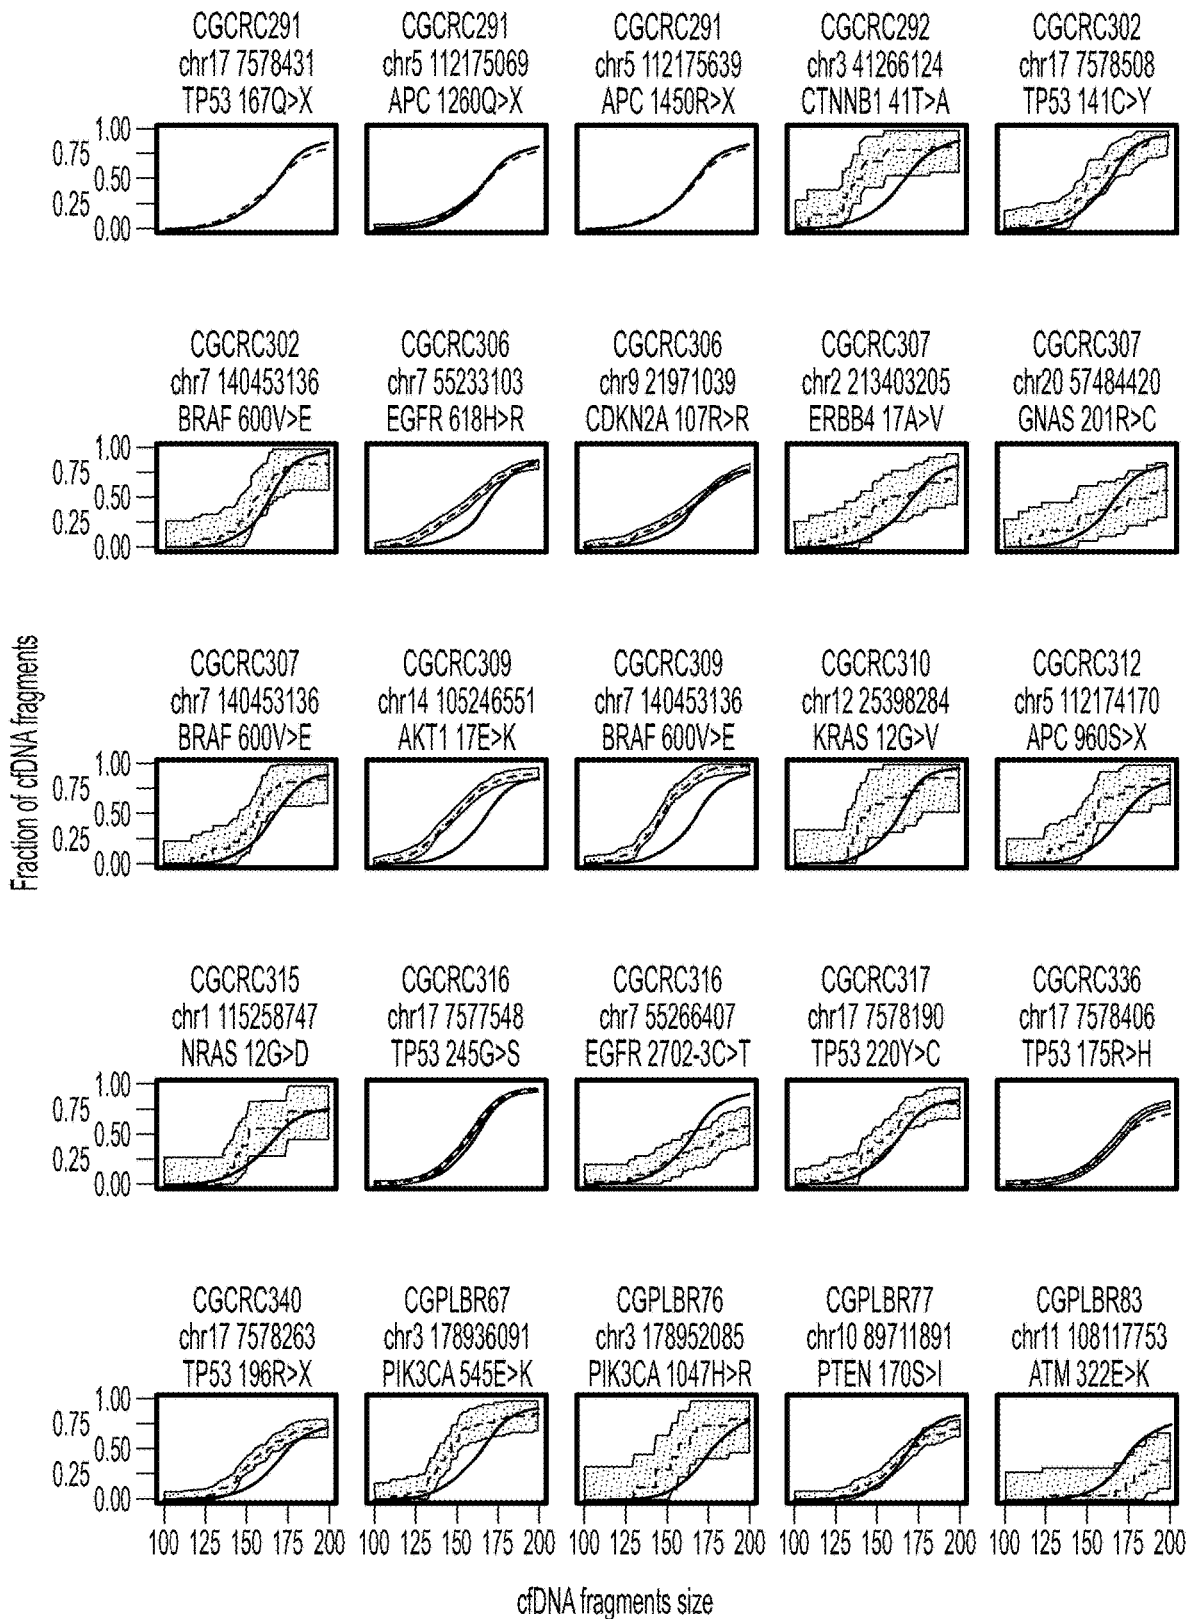 CGCRC291 CGCRC291 CGCRC291 CGCRC292 CGCRC302
chr17 7578431 chr5 112175069 chr5 112175639 chr3 41266124 chr17 7578508
TP53 167Q>X APC 1260Q>X APC 1450R>X CTNNB1 41T>A TP53 141C>Y
1.00
0.75
0.50
0.25
0.00
CGCRC302 CGCRC306 CGCRC306 CGCRC307 CGCRC307
chr7 140453136 chr7 55233103 chr9 21971039 chr2 213403205 chr20 57484420
BRAF 600V>E EGFR 618H>R CDKN2A 107R>R ERBB4 17A>V GNAS 201R>C
1.00
0.75
0.50
0.25
0.00
Fraction of cfDNA fragments
CGCRC307 CGCRC309 CGCRC309 CGCRC310 CGCRC312
chr7 140453136 chr14 105246551 chr7 140453136 chr12 25398284 chr5 112174170
BRAF 600V>E AKT1 17E>K BRAF 600V>E KRAS 12G>V APC 960S>X
1.00
0.75
0.50
0.25
0.00
CGCRC315 CGCRC316 CGCRC316 CGCRC317 CGCRC336
chr1 115258747 chr17 7577548 chr7 55266407 chr17 7578190 chr17 7578406
NRAS 12G>D TP53 245G>S EGFR 2702-3C>T TP53 220Y>C TP53 175R>H
1.00
0.75
0.50
0.25
0.00
CGCRC340 CGPLBR67 CGPLBR76 CGPLBR77 CGPLBR83
chr17 7578263 chr3 178936091 chr3 178952085 chr10 89711891 chr11 108117753
TP53 196R>X PIK3CA 545E>K PIK3CA 1047H>R PTEN 170S>I ATM 322E>K
1.00
0.75
0.50
0.25
0.00
100 125 150 175 200 100 125 150 175 200 100 125 150 175 200 100 125 150 175 200 100 125 150 175 200
cfDNA fragments size